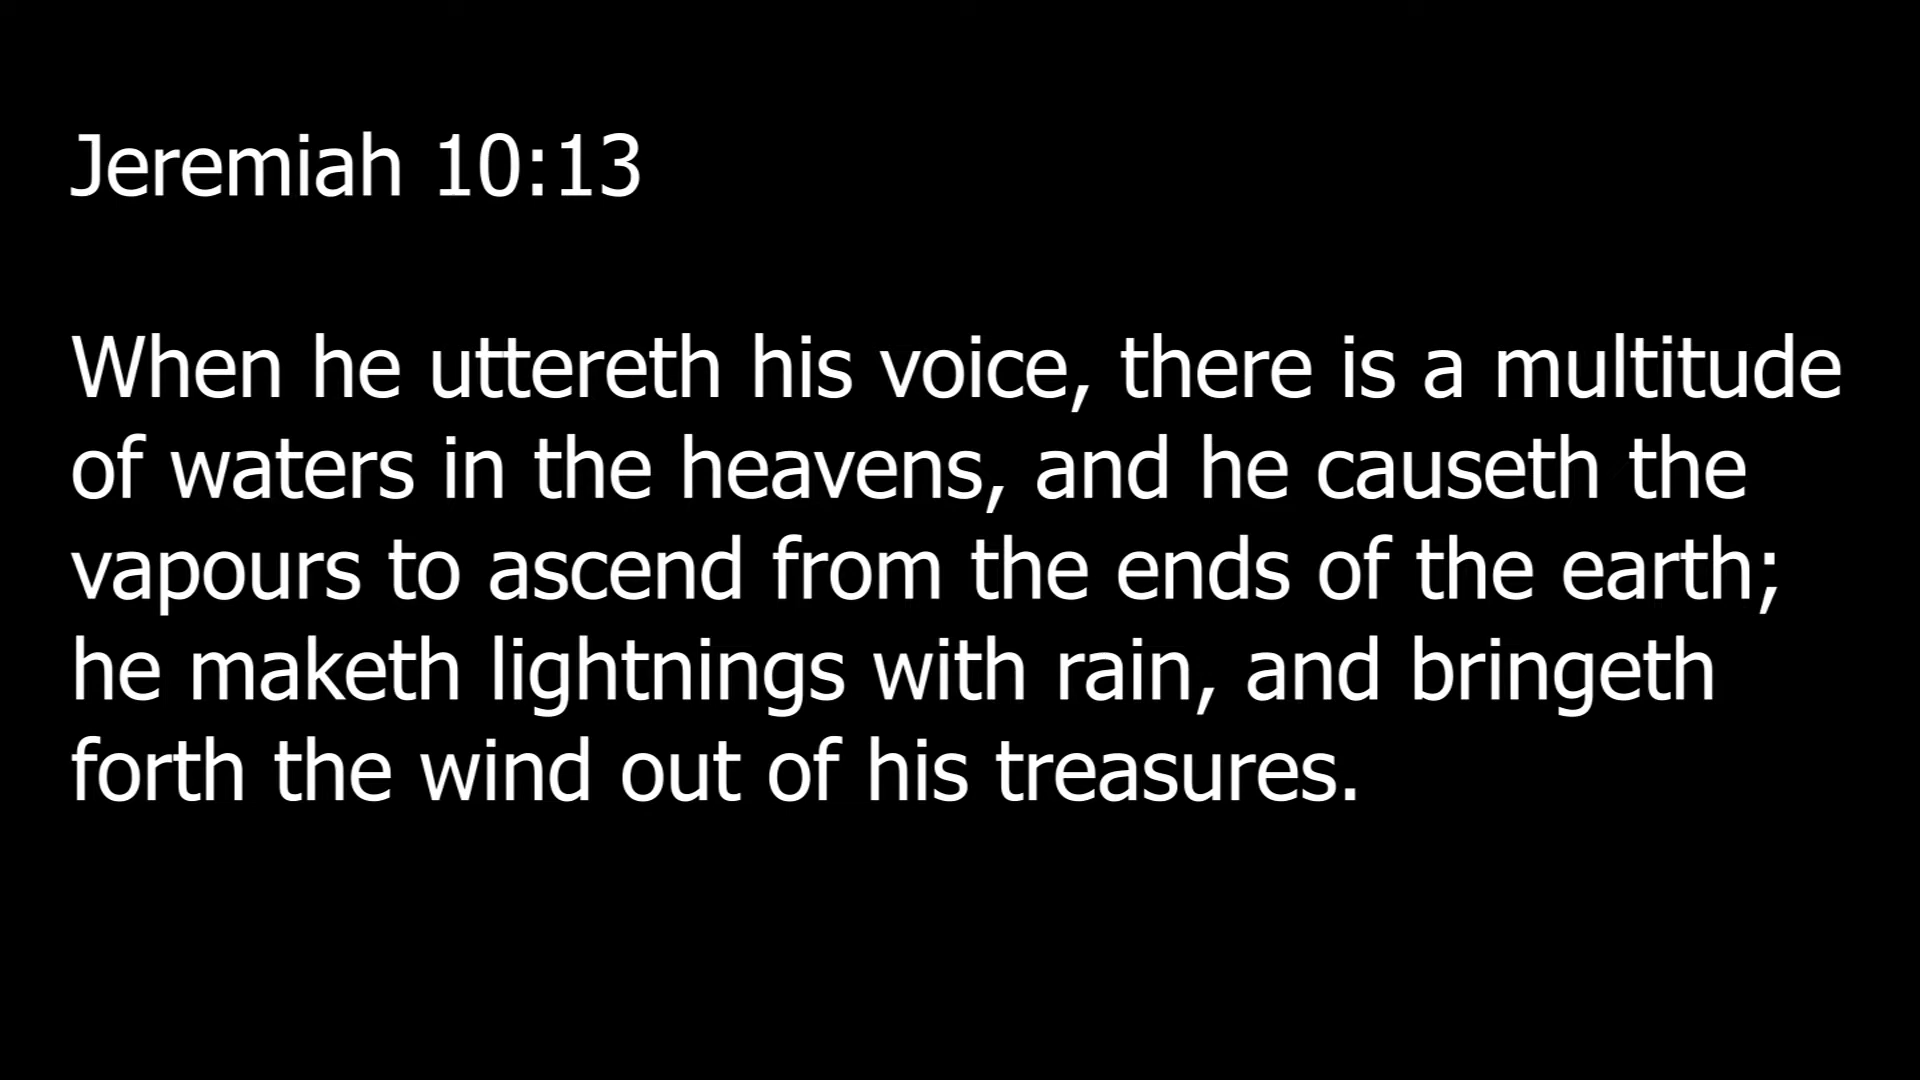 Jeremiah 10:13
When he uttereth his voice, there is a multitude
of waters in the heavens, and he causeth the
vapours to ascend from the ends of the earth;
he maketh lightnings with rain, and bringeth
forth the wind out of his treasures.